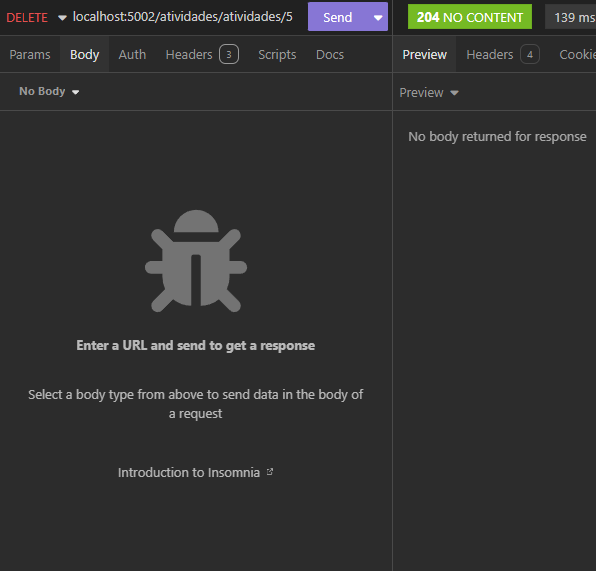 DELETE localhost:5002/atividades/atividades/5 Send 204 NO CONTENT 139 ms
Params Body Auth Headers 3 Scripts Docs Preview Headers 4 Cookie
No Body Preview
No body returned for response
Enter a URL and send to get a response
Select a body type from above to send data in the body of
a request
Introduction to Insomnia